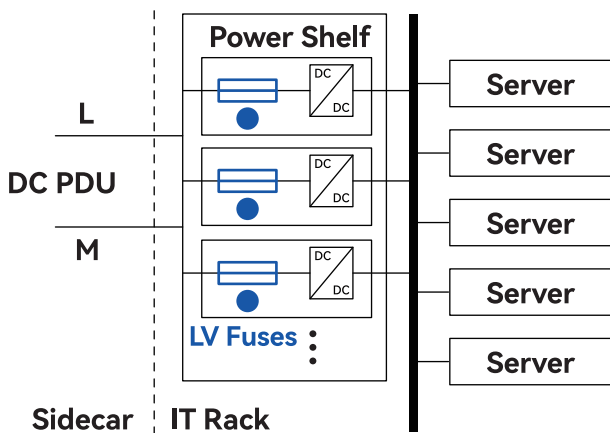 Power Shelf
DC
DC
Server
L
Server
DC PDU
DC
DC
Server
M
DC
DC
Server
LV Fuses
Server
Sidecar
IT Rack